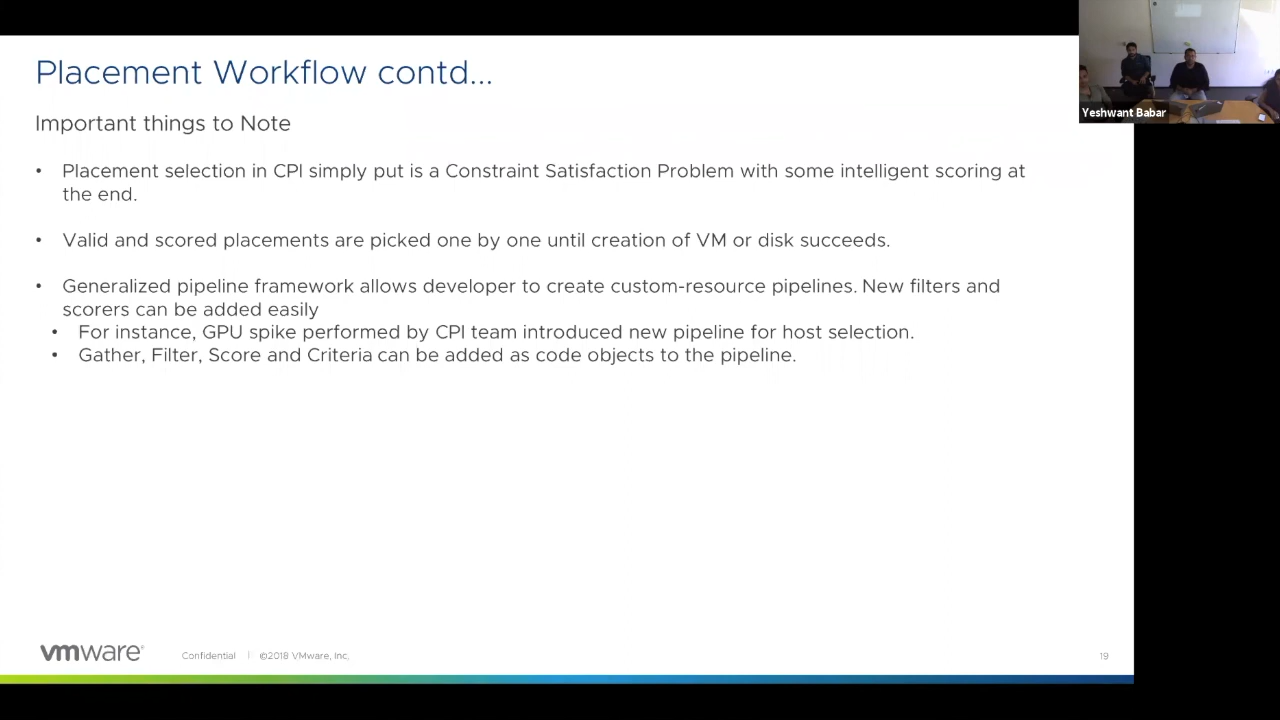 Placement Workflow contd...
Important things to Note
• Placement selection in CPI simply put is a Constraint Satisfaction Problem with some intelligent scoring at
the end.
• Valid and scored placements are picked one by one until creation of VM or disk succeeds.
• Generalized pipeline framework allows developer to create custom-resource pipelines. New filters and
scorers can be added easily
• For instance, GPU spike performed by CPI team introduced new pipeline for host selection.
• Gather, Filter, Score and Criteria can be added as code objects to the pipeline.
vmware®
Confidential | ©2018 VMware, Inc.
19
Yeshwant Babar